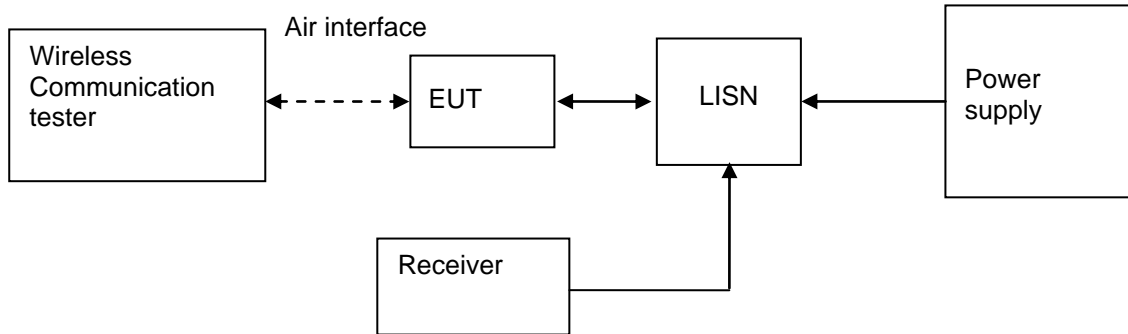 Air interface
Wireless
Communication
tester
EUT
LISN
Power
supply
Receiver